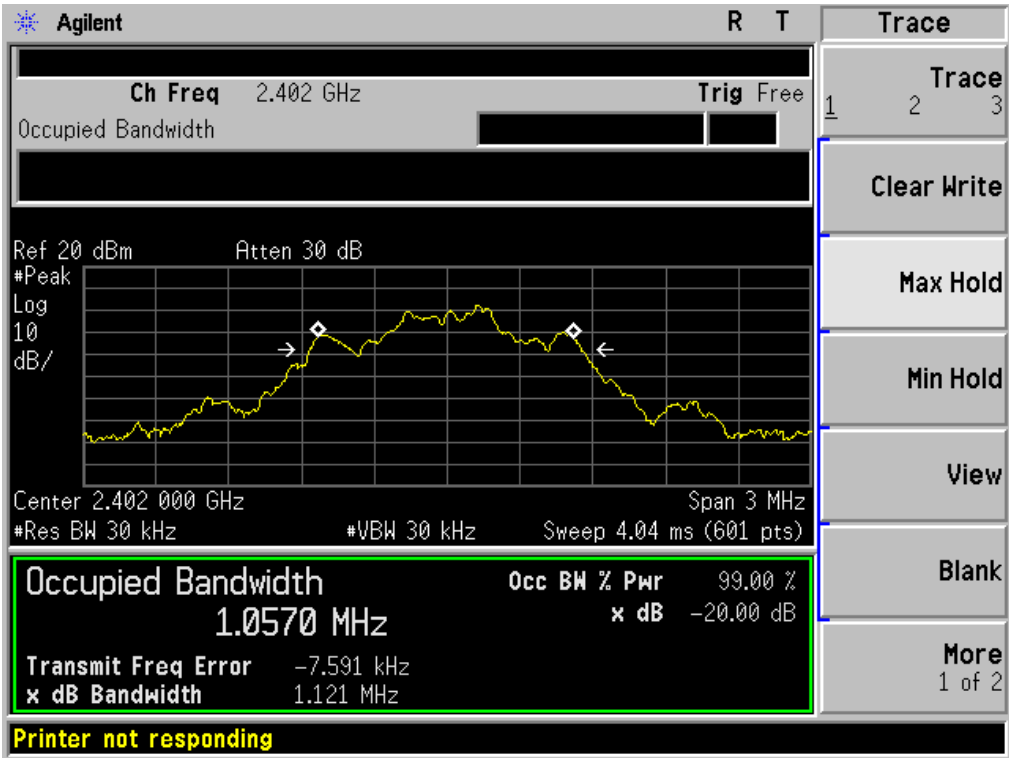 Agilent R T Trace
Ch Freq 2.402 GHz Trig Free
Occupied Bandwidth
Trace
1 2 3
Clear Write
Max Hold
Min Hold
View
Blank
More
1 of 2
Ref 20 dBm Atten 30 dB
#Peak
Log
10
dB/
Center 2.402 000 GHz Span 3 MHz
#Res BW 30 kHz #VBW 30 kHz Sweep 4.04 ms (601 pts)
Occupied Bandwidth Occ BW % Pwr 99.00 %
1.0570 MHz x dB -20.00 dB
Transmit Freq Error -7.591 kHz
x dB Bandwidth 1.121 MHz
Printer not responding